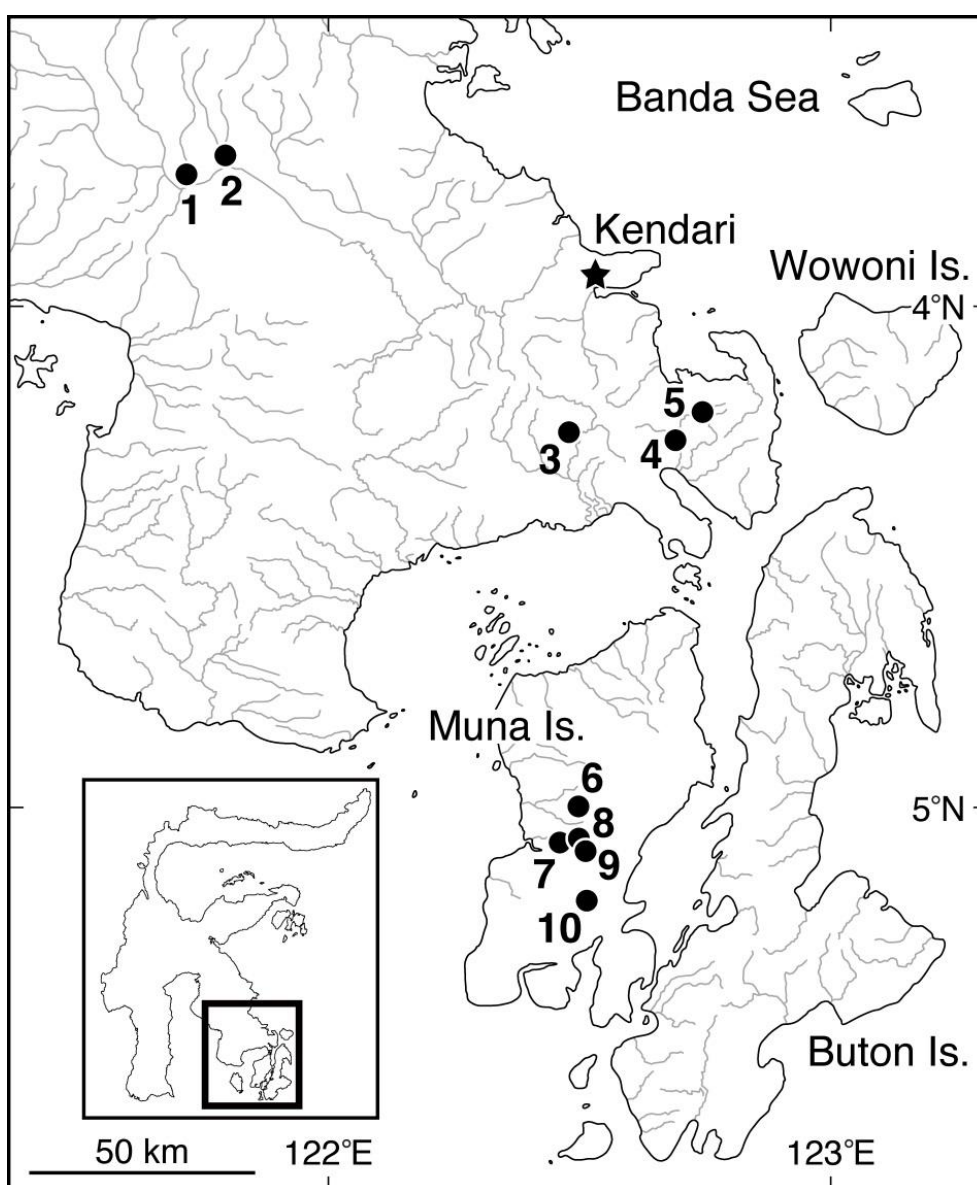 Banda Sea
1
2
Kendari
Wowoni Is.
4°N
3
4
5
Muna Is.
6
5°N
8
7
9
10
Buton Is.
50 km
122°E
123°E